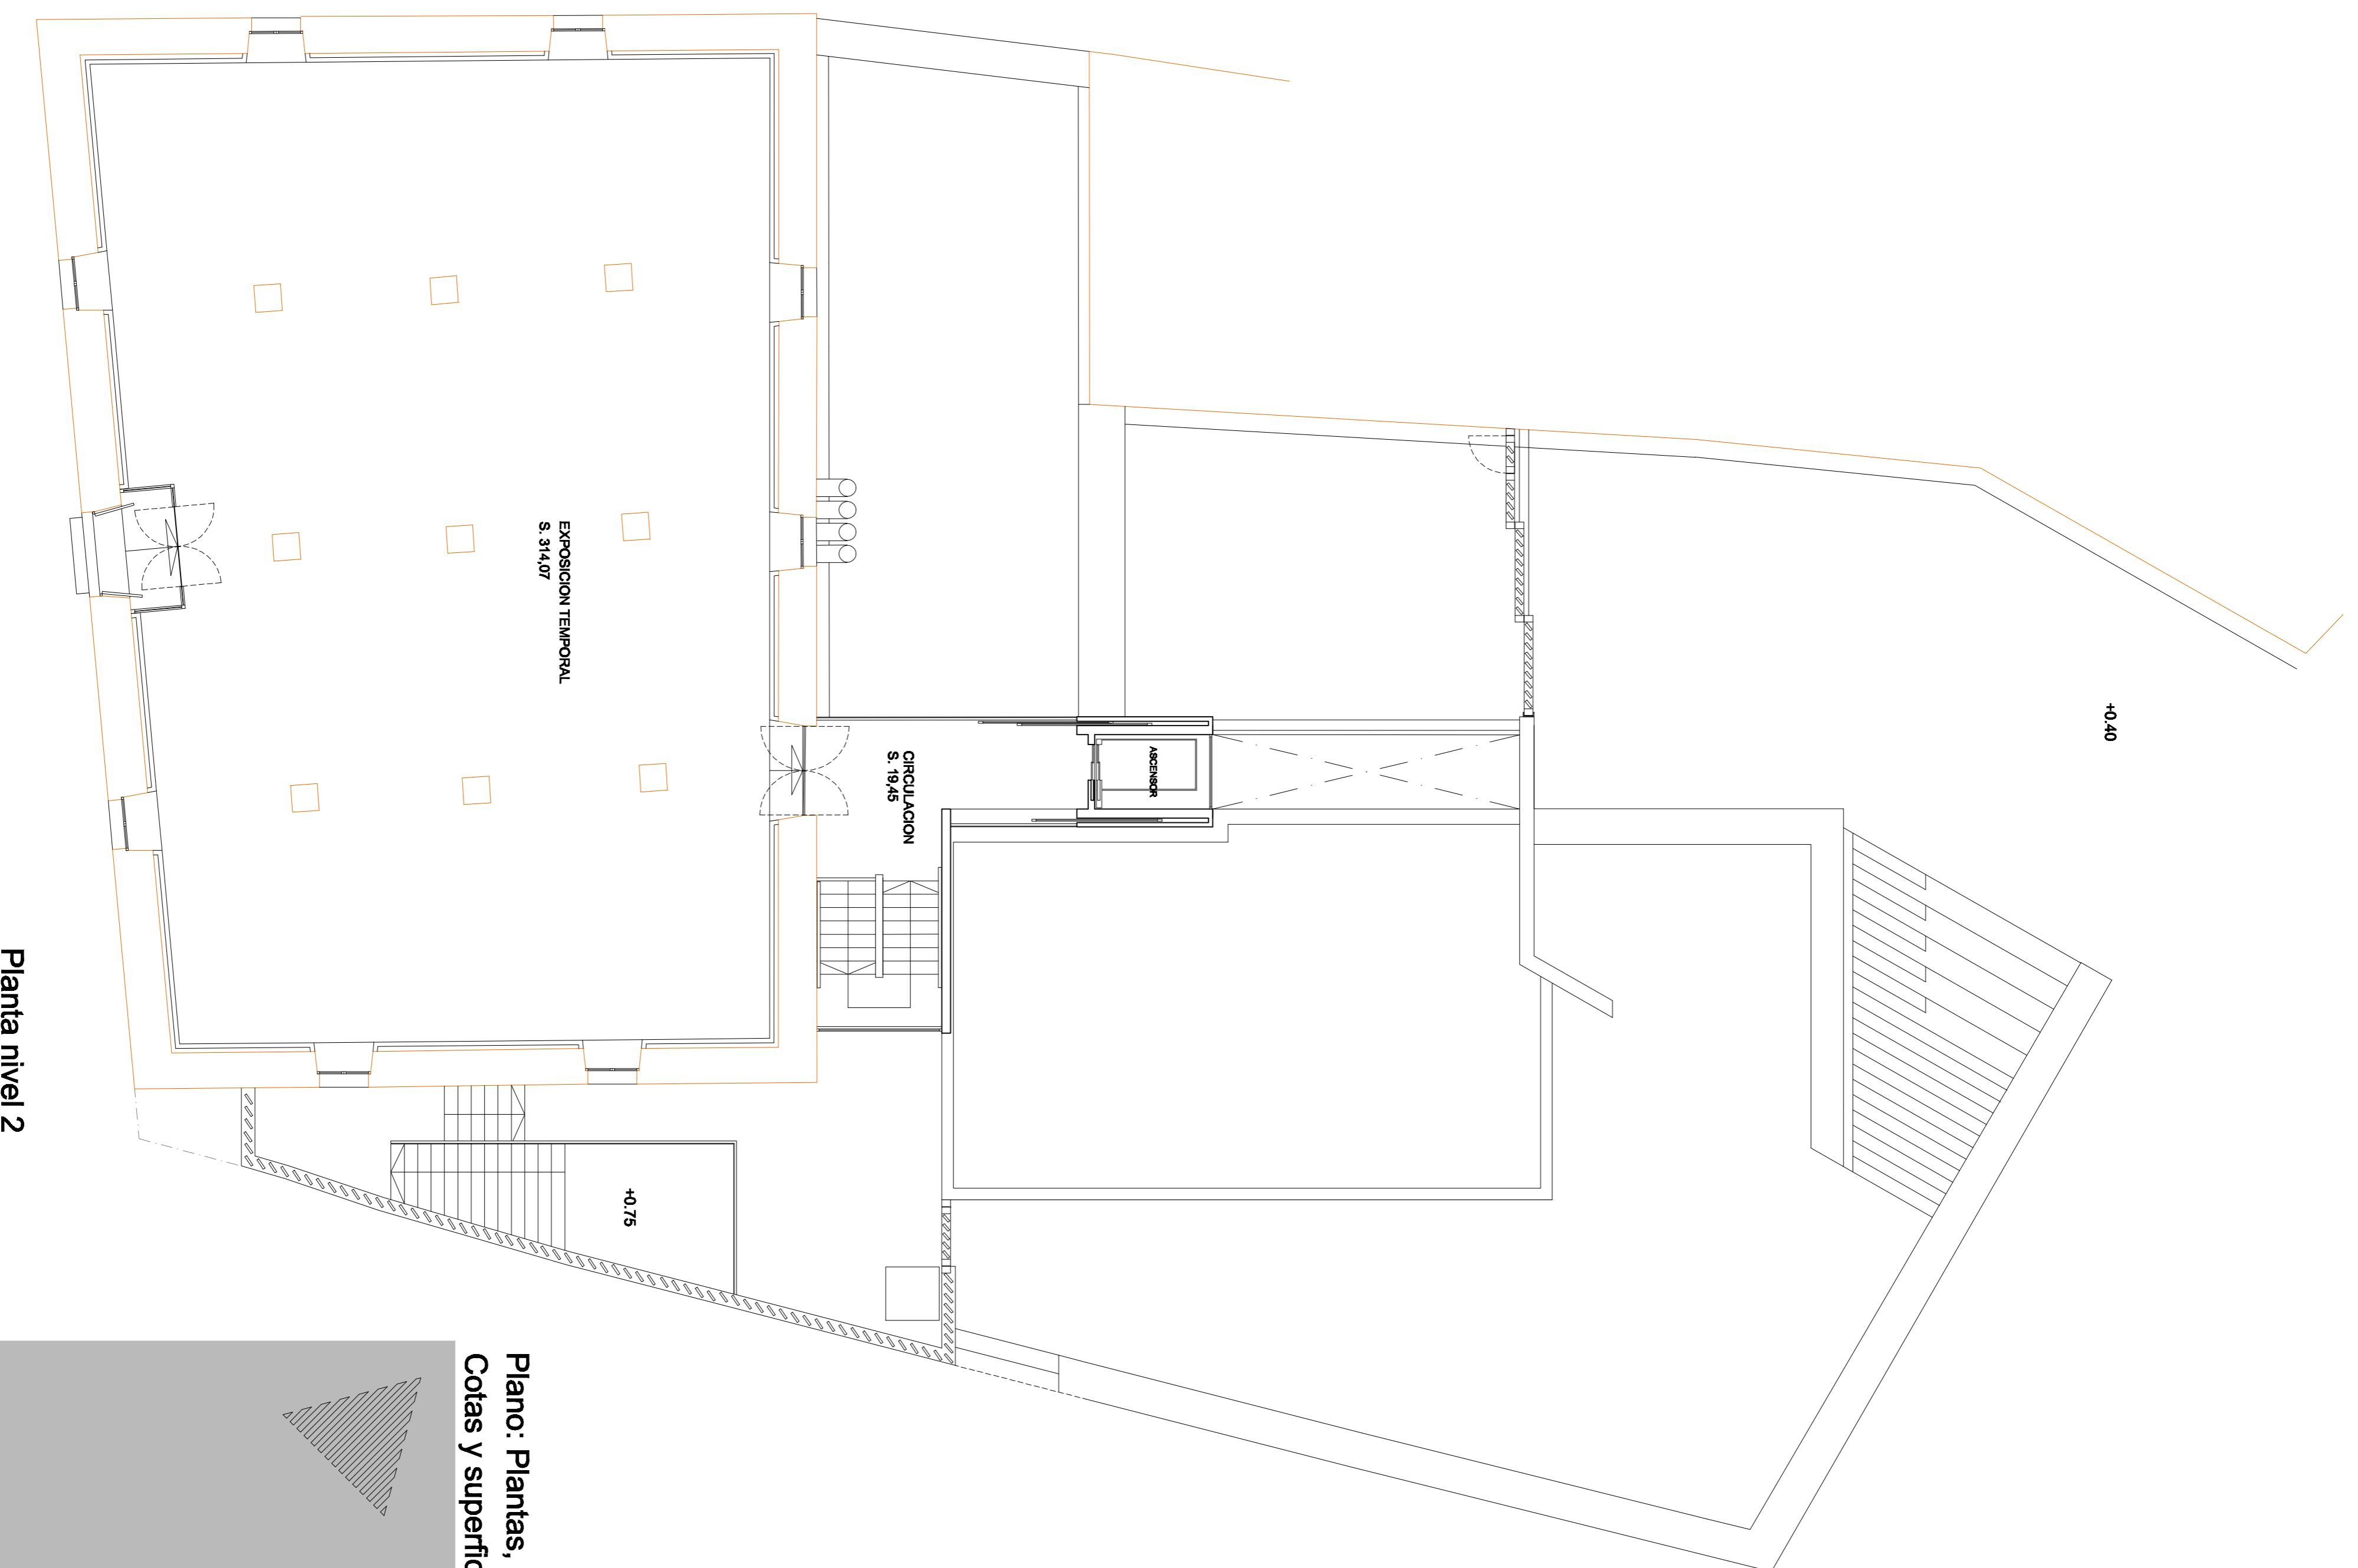 +0.40
ASCENSOR
CIRCULACION
S. 19,45
EXPOSICION TEMPORAL
S. 314,07
+0.75
Planta nivel 2
Plano: Plantas,
Cotas y superfic